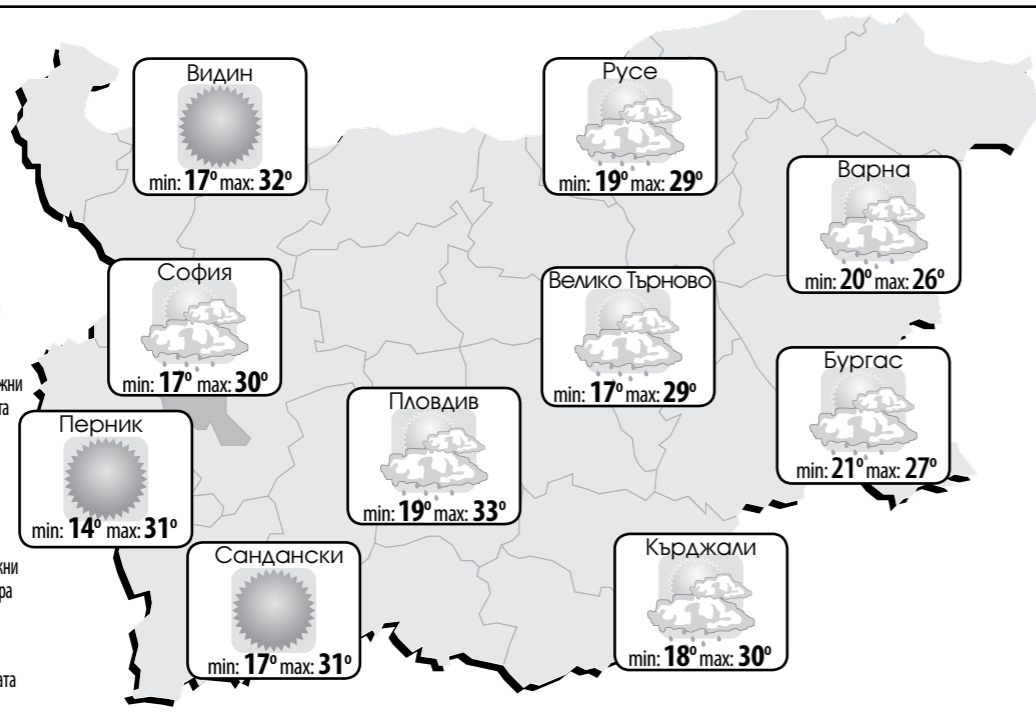 Видин
min: 17° max: 32°
Русе
min: 19° max: 29°
Варна
min: 20° max: 26°
София
min: 17° max: 30°
Велико Търново
min: 17° max: 29°
Бургас
min: 21° max: 27°
Пловдив
min: 19° max: 33°
Перник
min: 14° max: 31°
Сандански
min: 17° max: 31°
Кърджали
min: 18° max: 30°